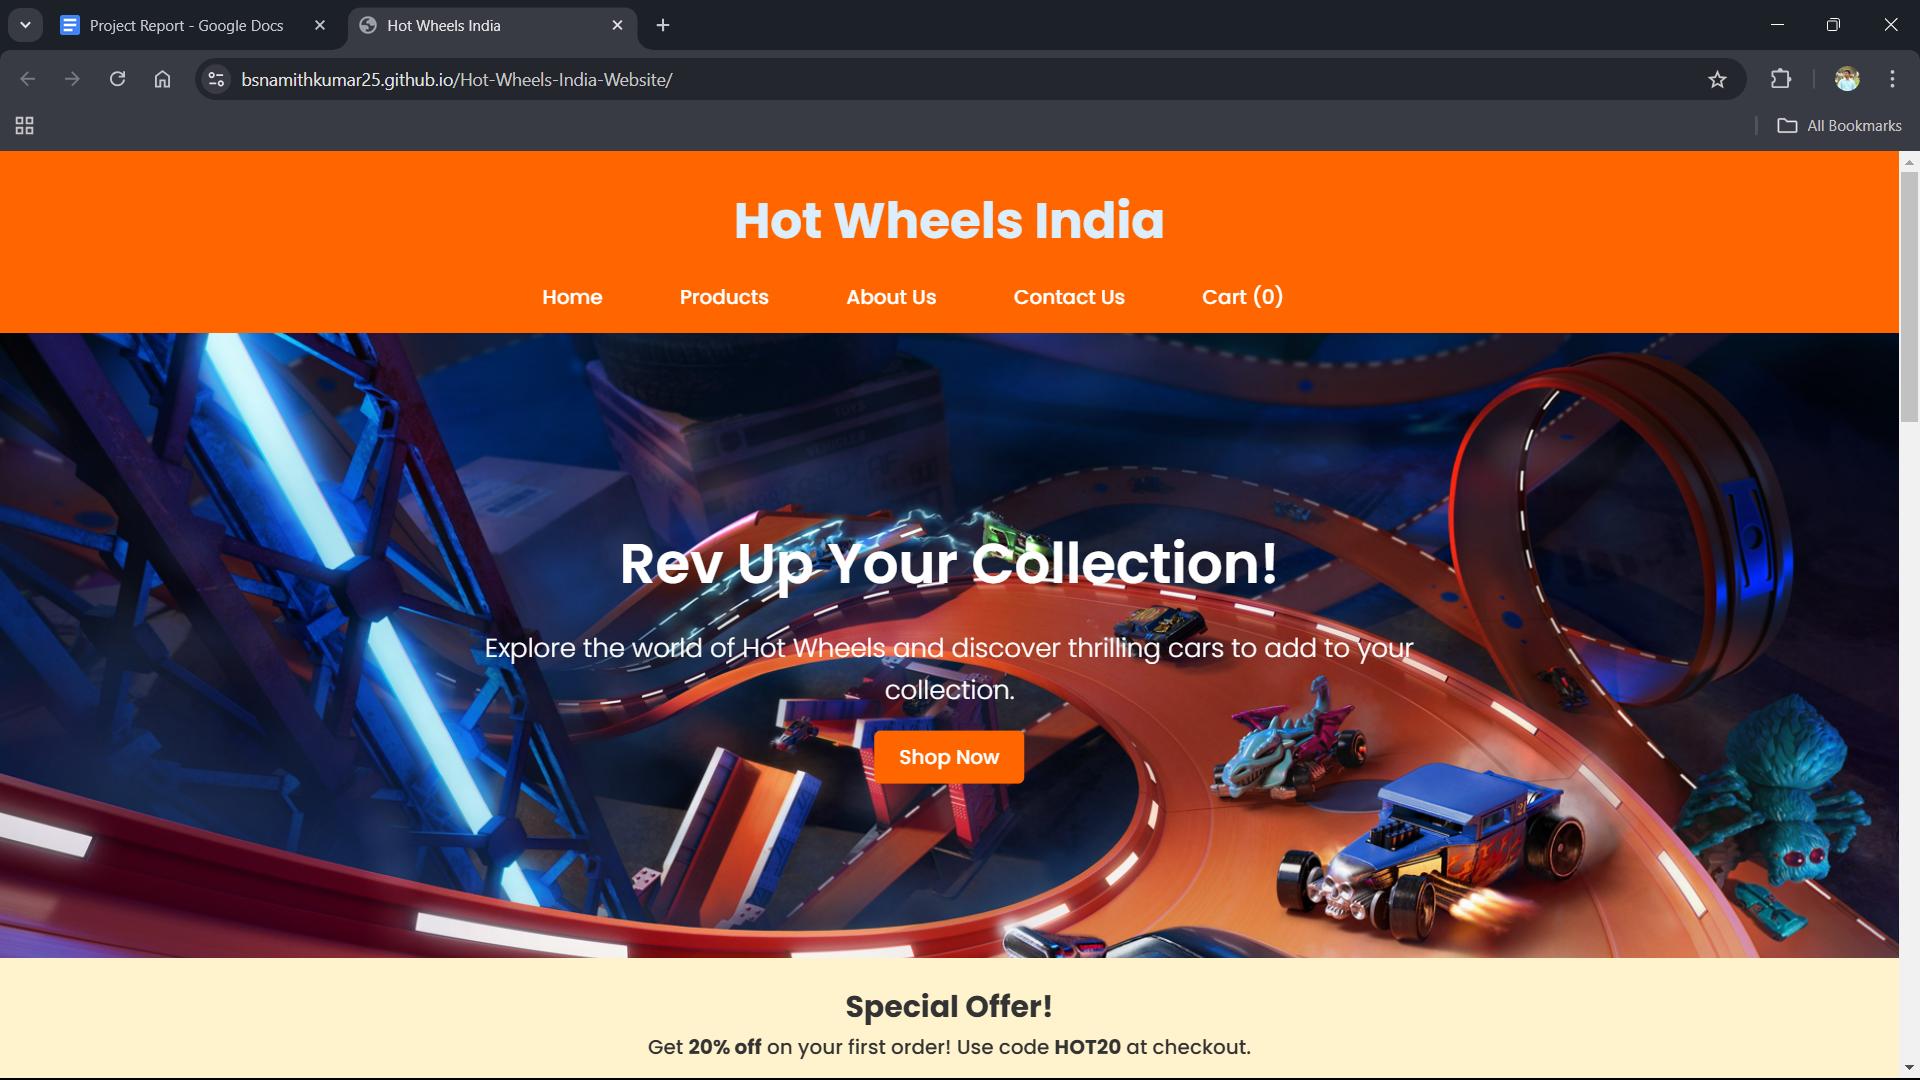 Project Report - Google Docs
Hot Wheels India
bsnamithkumar25.github.io/Hot-Wheels-India-Website/
All Bookmarks
Hot Wheels India
Home Products About Us Contact Us Cart (0)
Rev Up Your Collection!
Explore the world of Hot Wheels and discover thrilling cars to add to your
collection.
Shop Now
Special Offer!
Get 20% off on your first order! Use code HOT20 at checkout.